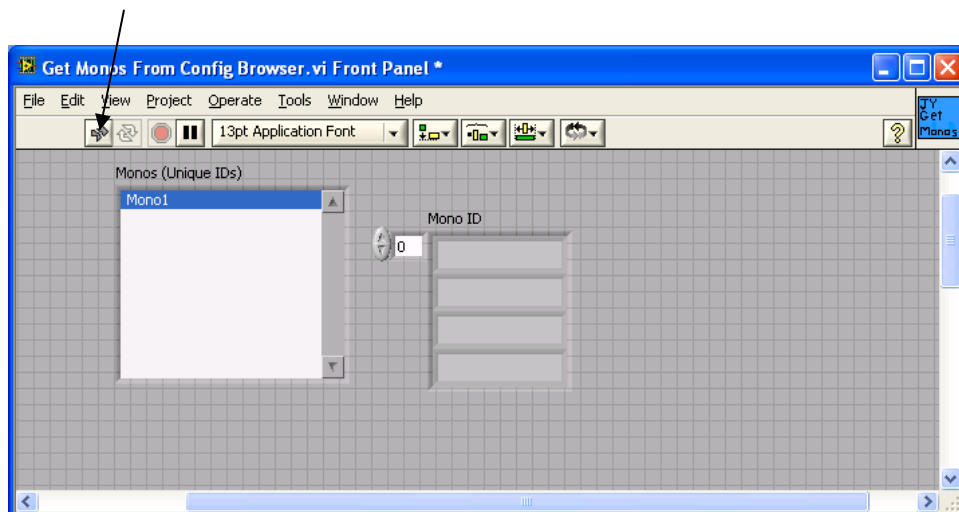 Get Monos From Config Browser.vi Front Panel *
File Edit View Project Operate Tools Window Help
13pt Application Font
JY
Get
Monos
Monos (Unique IDs)
Mono1
Mono ID
0